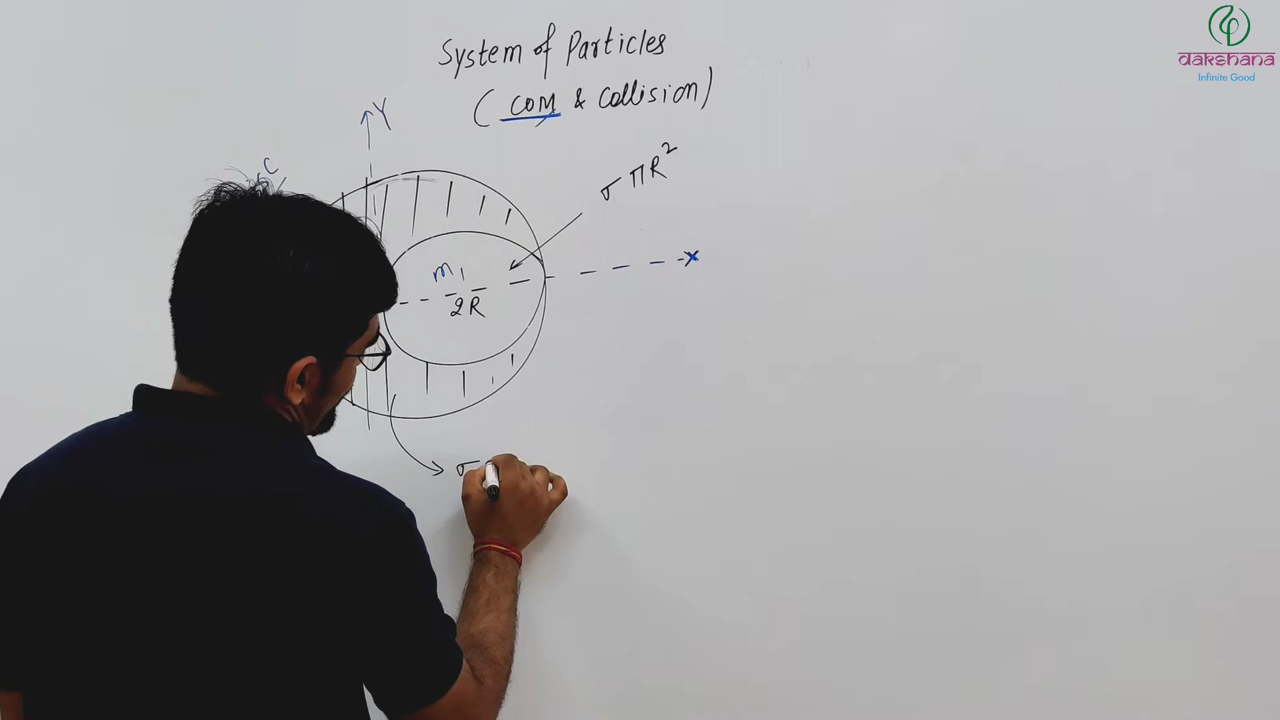 System of Particles
( COM & Collision)
dakshana
Infinite Good
Y
C
σ πR²
x
m₁
2R
σ